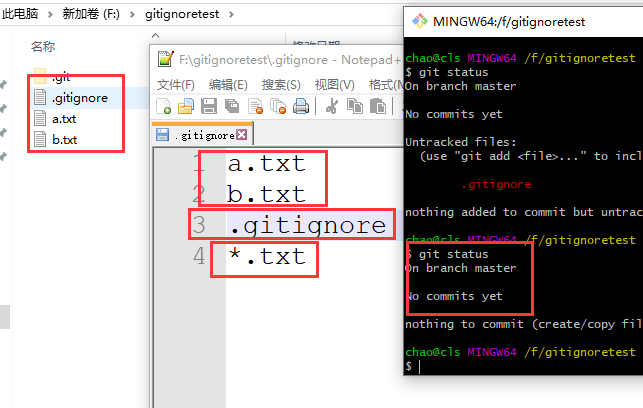 此电脑 › 新加卷 (F:) › gitignoretest
名称
.git
.gitignore
a.txt
b.txt
F:\gitignoretest\.gitignore - Notepad+
文件(F) 编辑(E) 搜索(S) 视图(V) 格式(M)
.gitignore
1 a.txt
2 b.txt
3 .gitignore
4 *.txt
MINGW64:/f/gitignoretest
chao@cls MINGW64 /f/gitignoretest
$ git status
On branch master
No commits yet
Untracked files:
(use "git add <file>..." to incl
.gitignore
nothing added to commit but untrac
chao@cls MINGW64 /f/gitignoretest
$ git status
On branch master
No commits yet
nothing to commit (create/copy fil
chao@cls MINGW64 /f/gitignoretest
$